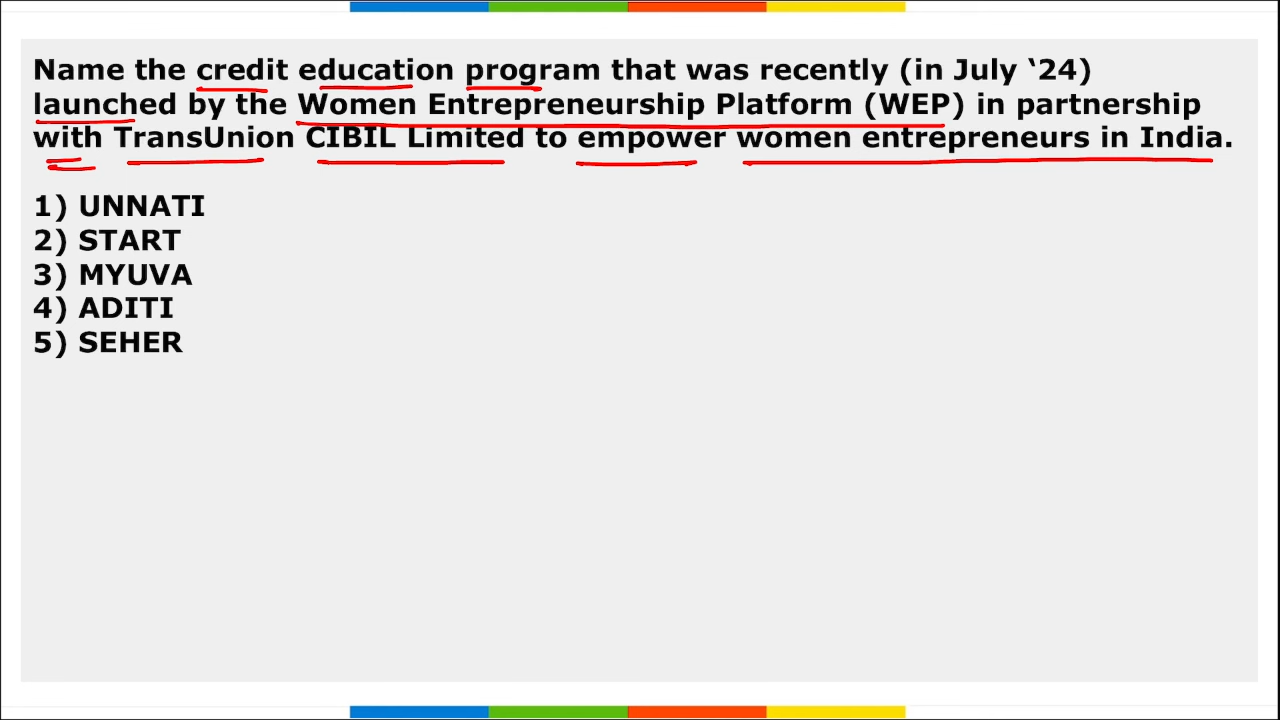 Name the credit education program that was recently (in July ‘24)
launched by the Women Entrepreneurship Platform (WEP) in partnership
with TransUnion CIBIL Limited to empower women entrepreneurs in India.
1) UNNATI
2) START
3) MYUVA
4) ADITI
5) SEHER